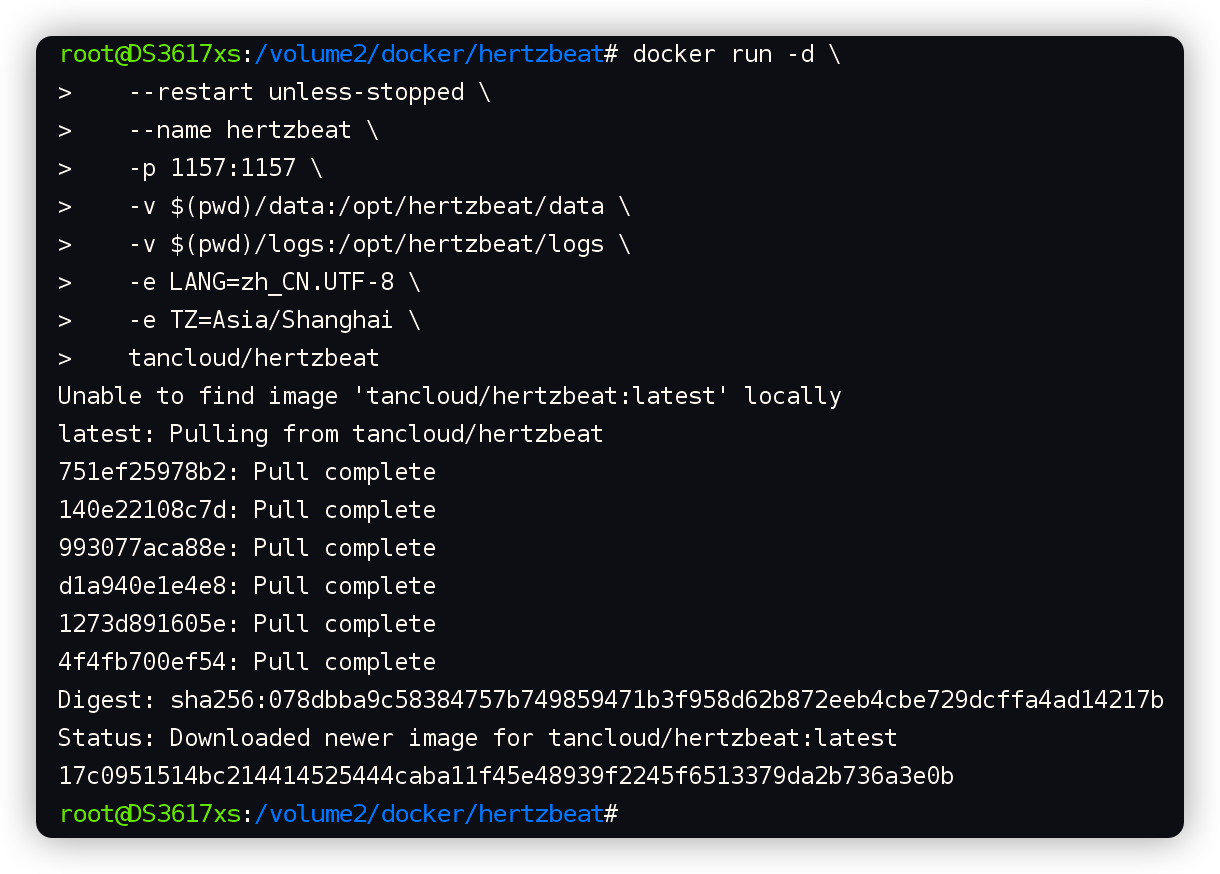 root@DS3617xs:/volume2/docker/hertzbeat# docker run -d \
>    --restart unless-stopped \
>    --name hertzbeat \
>    -p 1157:1157 \
>    -v $(pwd)/data:/opt/hertzbeat/data \
>    -v $(pwd)/logs:/opt/hertzbeat/logs \
>    -e LANG=zh_CN.UTF-8 \
>    -e TZ=Asia/Shanghai \
>    tancloud/hertzbeat
Unable to find image 'tancloud/hertzbeat:latest' locally
latest: Pulling from tancloud/hertzbeat
751ef25978b2: Pull complete
140e22108c7d: Pull complete
993077aca88e: Pull complete
d1a940e1e4e8: Pull complete
1273d891605e: Pull complete
4f4fb700ef54: Pull complete
Digest: sha256:078dbba9c58384757b749859471b3f958d62b872eeb4cbe729dcffa4ad14217b
Status: Downloaded newer image for tancloud/hertzbeat:latest
17c0951514bc214414525444caba11f45e48939f2245f6513379da2b736a3e0b
root@DS3617xs:/volume2/docker/hertzbeat#